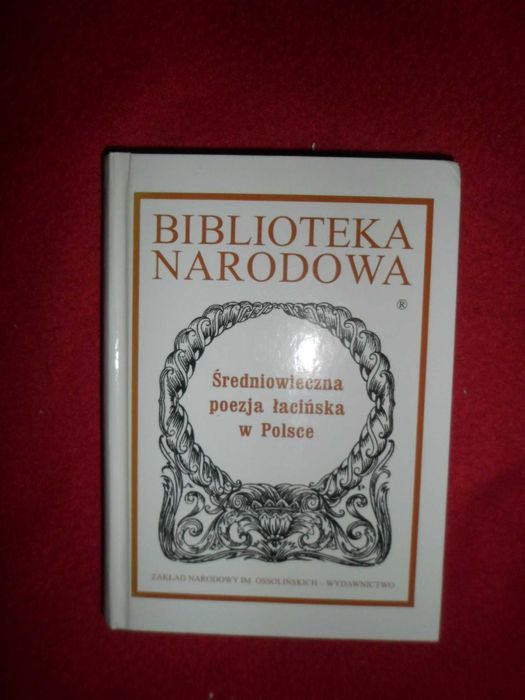 BIBLIOTEKA
NARODOWA
®
Średniowieczna
poezja łacińska
w Polsce
ZAKŁAD NARODOWY IM. OSSOLIŃSKICH – WYDAWNICTWO